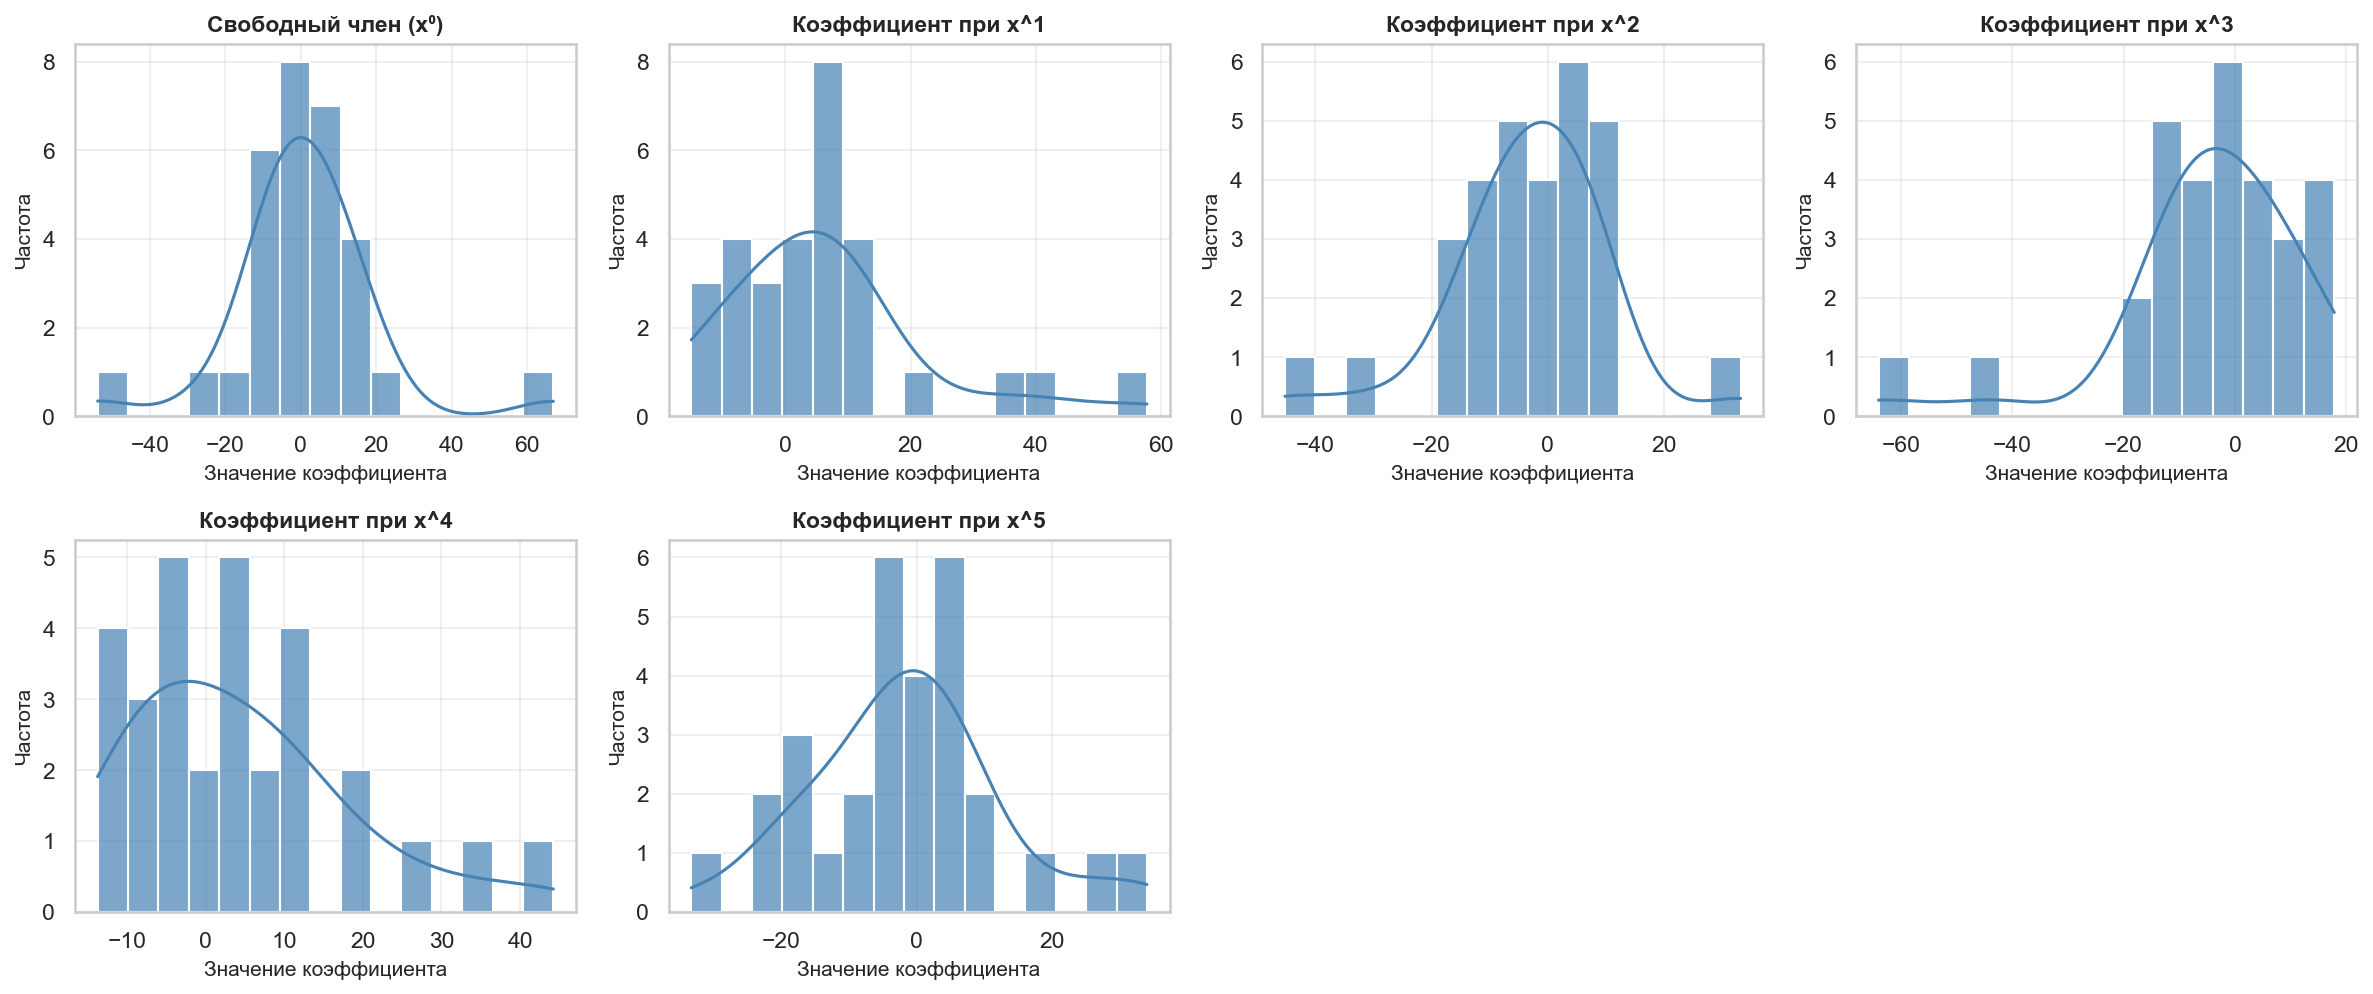 Свободный член (x⁰)
Частота
8
6
4
2
0
−40 −20 0 20 40 60
Значение коэффициента
Коэффициент при x^1
Частота
8
6
4
2
0
0 20 40 60
Значение коэффициента
Коэффициент при x^2
Частота
6
5
4
3
2
1
0
−40 −20 0 20
Значение коэффициента
Коэффициент при x^3
Частота
6
5
4
3
2
1
0
−60 −40 −20 0 20
Значение коэффициента
Коэффициент при x^4
Частота
5
4
3
2
1
0
−10 0 10 20 30 40
Значение коэффициента
Коэффициент при x^5
Частота
6
5
4
3
2
1
0
−20 0 20
Значение коэффициента